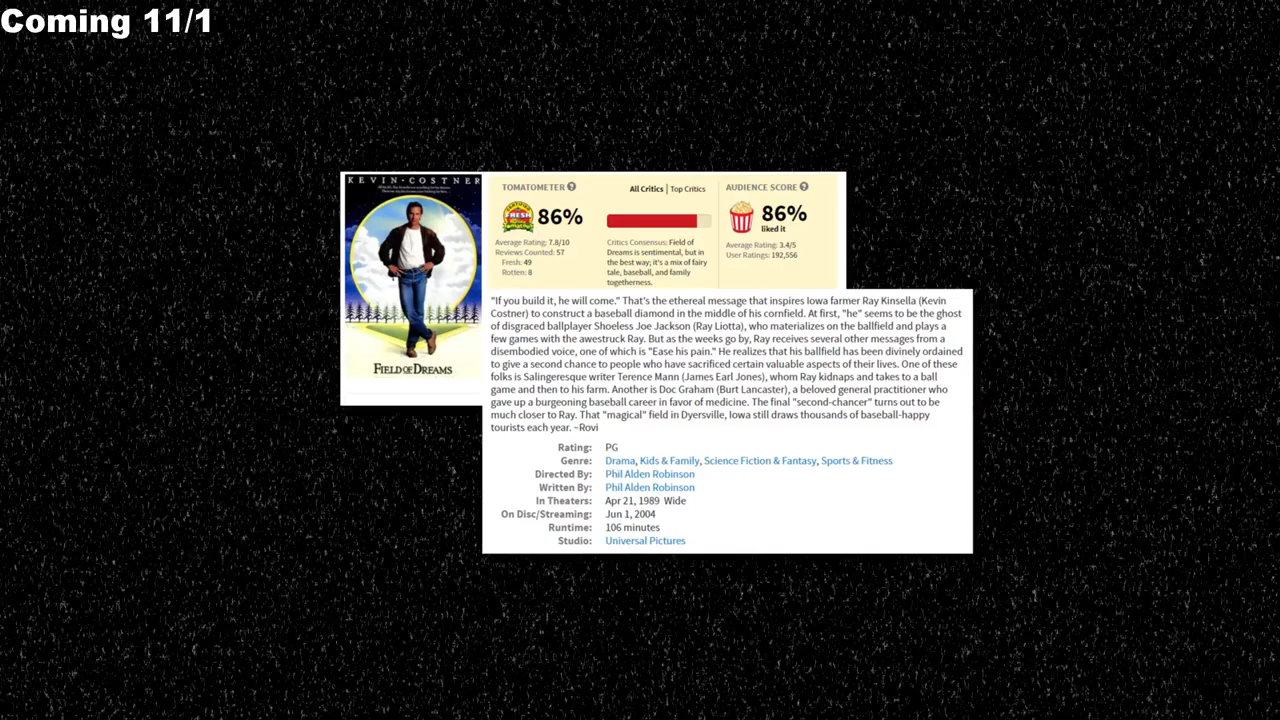 Coming 11/1
KEVIN·COSTNER
FIELD OF DREAMS
TOMATOMETER
All Critics | Top Critics
86%
Average Rating: 7.8/10
Reviews Counted: 57
Fresh: 49
Rotten: 8
Critics Consensus: Field of
Dreams is sentimental, but in
the best way; it's a mix of fairy
tale, baseball, and family
togetherness.
AUDIENCE SCORE
86%
liked it
Average Rating: 3.4/5
User Ratings: 192,556
"If you build it, he will come." That's the ethereal message that inspires Iowa farmer Ray Kinsella (Kevin
Costner) to construct a baseball diamond in the middle of his cornfield. At first, "he" seems to be the ghost
of disgraced ballplayer Shoeless Joe Jackson (Ray Liotta), who materializes on the ballfield and plays a
few games with the awestruck Ray. But as the weeks go by, Ray receives several other messages from a
disembodied voice, one of which is "Ease his pain." He realizes that his ballfield has been divinely ordained
to give a second chance to people who have sacrificed certain valuable aspects of their lives. One of these
folks is Salingeresque writer Terence Mann (James Earl Jones), whom Ray kidnaps and takes to a ball
game and then to his farm. Another is Doc Graham (Burt Lancaster), a beloved general practitioner who
gave up a burgeoning baseball career in favor of medicine. The final "second-chancer" turns out to be
much closer to Ray. That "magical" field in Dyersville, Iowa still draws thousands of baseball-happy
tourists each year. ~Rovi
Rating: PG
Genre: Drama, Kids & Family, Science Fiction & Fantasy, Sports & Fitness
Directed By: Phil Alden Robinson
Written By: Phil Alden Robinson
In Theaters: Apr 21, 1989 Wide
On Disc/Streaming: Jun 1, 2004
Runtime: 106 minutes
Studio: Universal Pictures